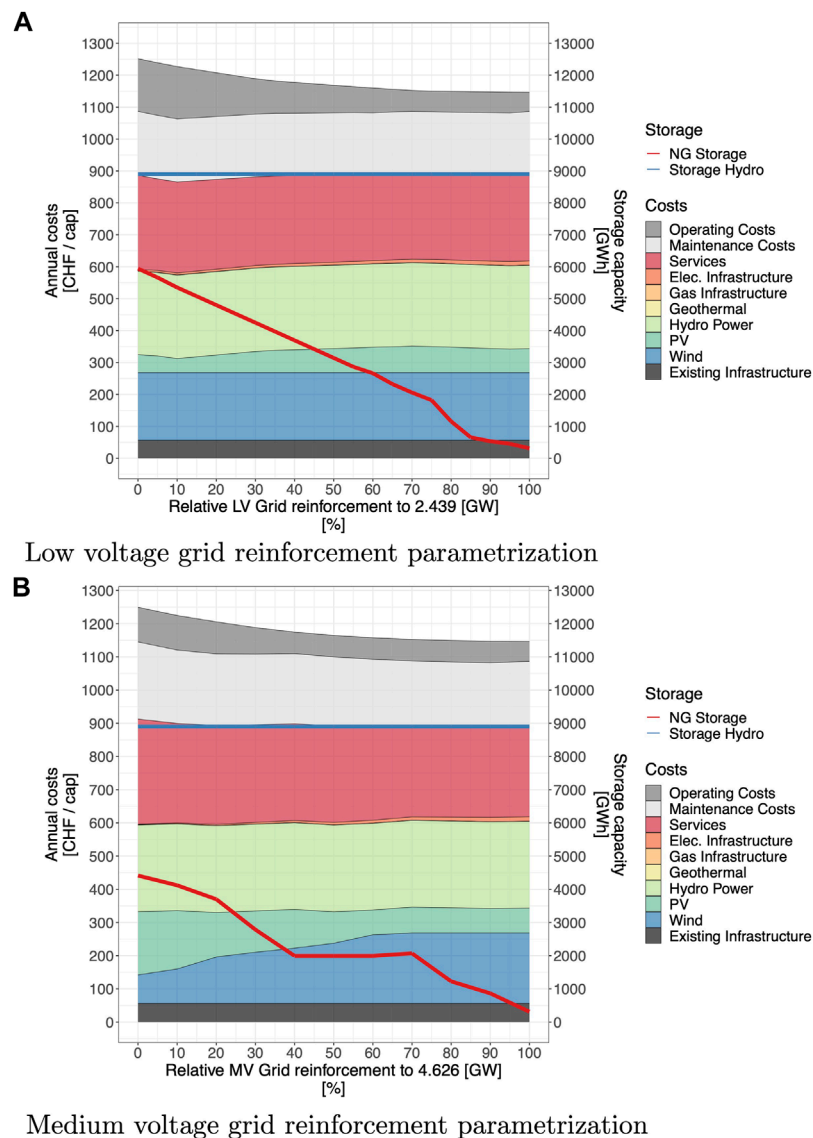 A
1300
1200
1100
1000
900
800
700
600
500
400
300
200
100
0
Annual costs
[CHF / cap]
13000
12000
11000
10000
9000
8000
7000
6000
5000
4000
3000
2000
1000
0
Storage capacity
[GWh]
0 10 20 30 40 50 60 70 80 90 100
Relative LV Grid reinforcement to 2.439 [GW]
[%]
Storage
NG Storage
Storage Hydro
Costs
Operating Costs
Maintenance Costs
Services
Elec. Infrastructure
Gas Infrastructure
Geothermal
Hydro Power
PV
Wind
Existing Infrastructure
Low voltage grid reinforcement parametrization
B
1300
1200
1100
1000
900
800
700
600
500
400
300
200
100
0
Annual costs
[CHF / cap]
13000
12000
11000
10000
9000
8000
7000
6000
5000
4000
3000
2000
1000
0
Storage capacity
[GWh]
0 10 20 30 40 50 60 70 80 90 100
Relative MV Grid reinforcement to 4.626 [GW]
[%]
Storage
NG Storage
Storage Hydro
Costs
Operating Costs
Maintenance Costs
Services
Elec. Infrastructure
Gas Infrastructure
Geothermal
Hydro Power
PV
Wind
Existing Infrastructure
Medium voltage grid reinforcement parametrization